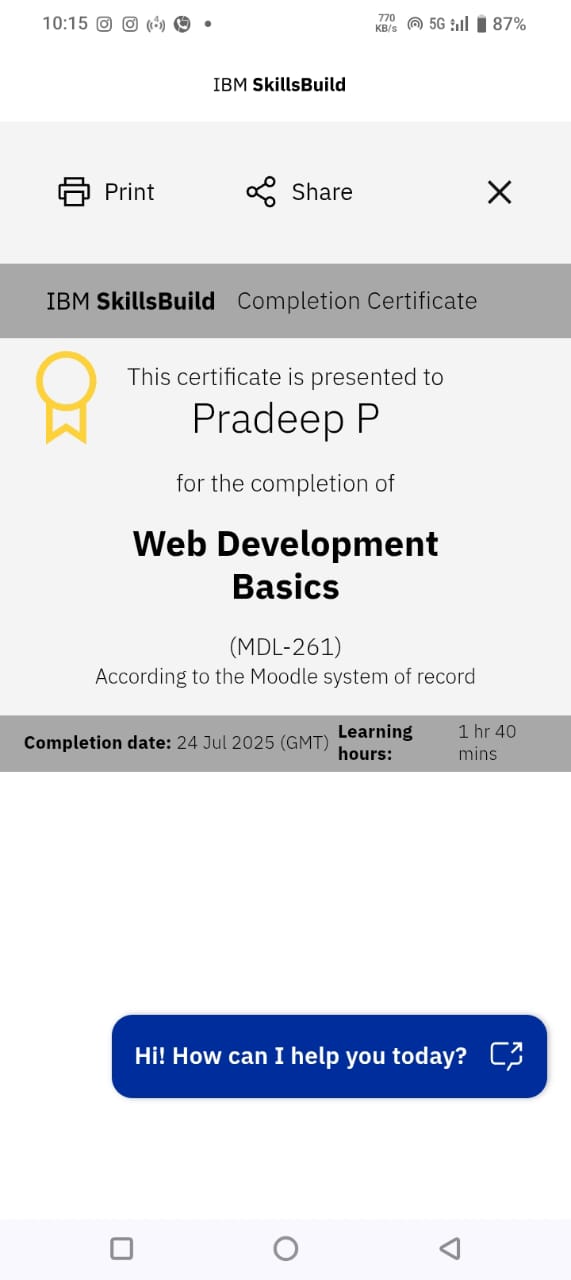 10:15 770 KB/s 5G 87%
IBM SkillsBuild
Print Share
IBM SkillsBuild Completion Certificate
This certificate is presented to
Pradeep P
for the completion of
Web Development
Basics
(MDL-261)
According to the Moodle system of record
Completion date: 24 Jul 2025 (GMT) Learning hours: 1 hr 40 mins
Hi! How can I help you today?